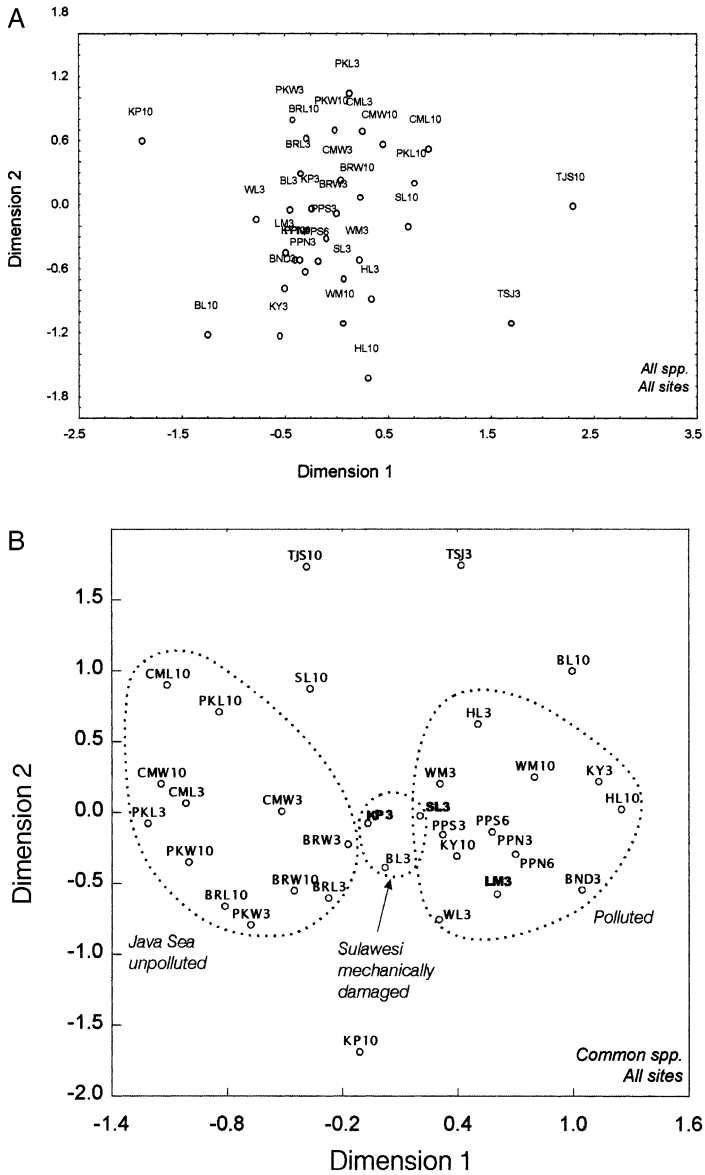 A
1.8
PKL3
1.2
PKW3
PKW10 CML3
KP10 BRL10 CMW10 CML10
0.6
BRL3 CMW3 PKL10
BRW10 TJS10
WL3 BL3 KP3 BRW3 SL10
0.0
LM3 PPS3
PPS6 WM3
PPN3 SL3
BND3 HL3
-0.6
BL10 KY3 WM10 TSJ3
-1.2
HL10
All spp.
All sites
-1.8
-2.5 -1.5 -0.5 0.5 1.5 2.5 3.5
Dimension 2
Dimension 1
B
TJS10 TSJ3
1.5
BL10
1.0
CML10 SL10
PKL10 HL3
0.5
CMW10 WM3 WM10 KY3
CML3 CMW3 HL10
0.0
PKL3 KP3 SL3
PPS3 PPS6
PKW10 BRW3 KY10 PPN3
BL3 PPN6
-0.5
BRL10 BRW10 BRL3 LM3 BND3
PKW3 WL3
Java Sea
unpolluted
Sulawesi
mechanically
damaged
Polluted
-1.0
-1.5
KP10
Common spp.
All sites
-2.0
-1.4 -0.8 -0.2 0.4 1.0 1.6
Dimension 2
Dimension 1